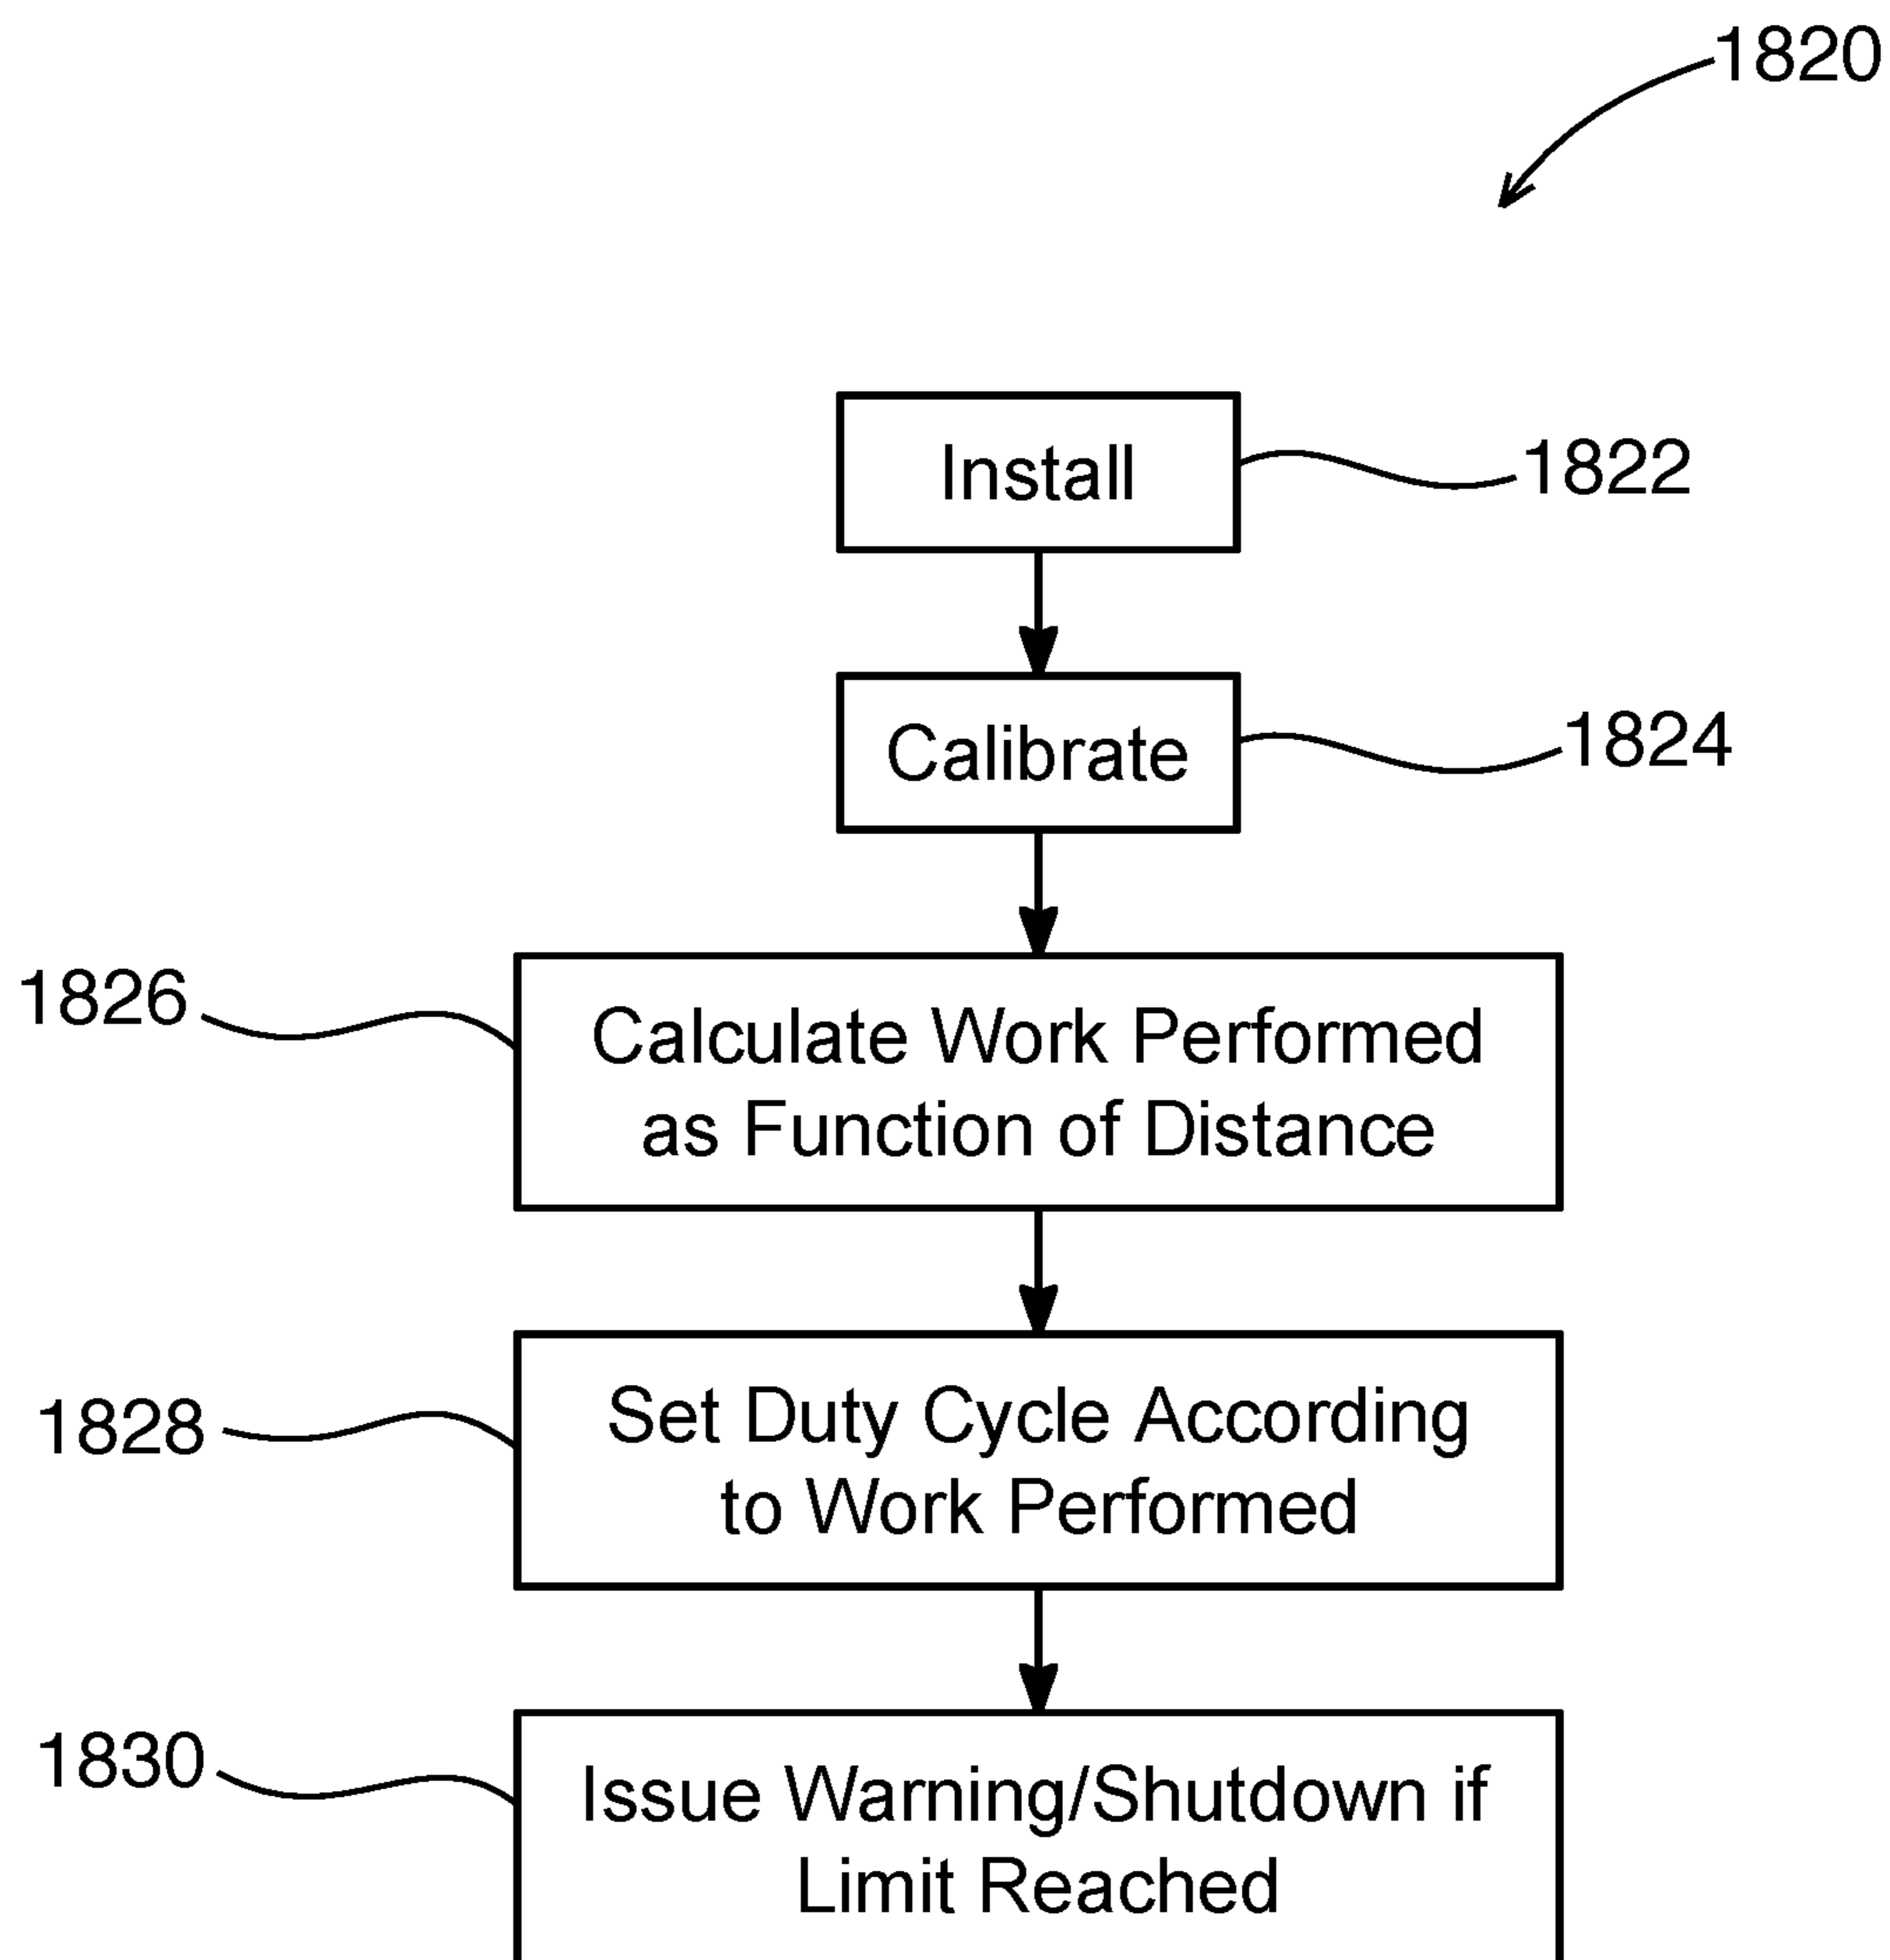 1820
Install
1822
Calibrate
1824
1826
Calculate Work Performed
as Function of Distance
1828
Set Duty Cycle According
to Work Performed
1830
Issue Warning/Shutdown if
Limit Reached